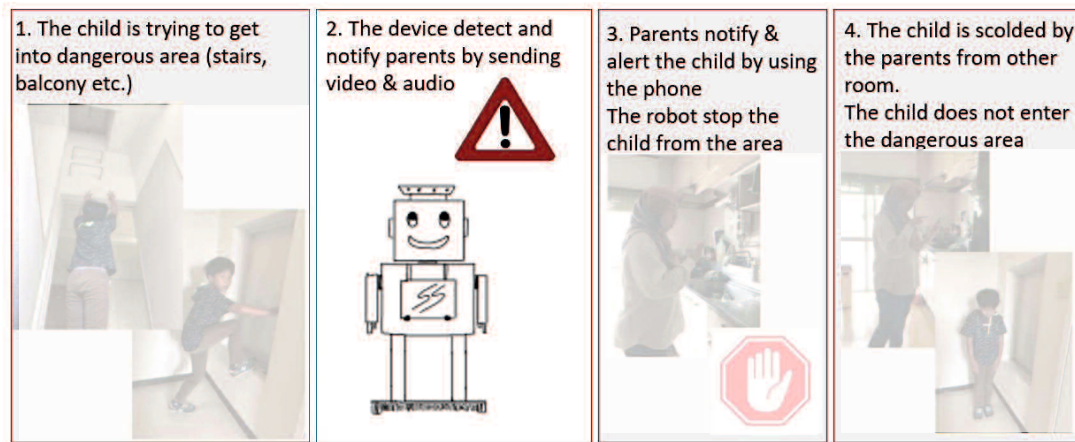 1. The child is trying to get
into dangerous area (stairs,
balcony etc.)
2. The device detect and
notify parents by sending
video & audio
3. Parents notify &
alert the child by using
the phone
The robot stop the
child from the area
4. The child is scolded by
the parents from other
room.
The child does not enter
the dangerous area